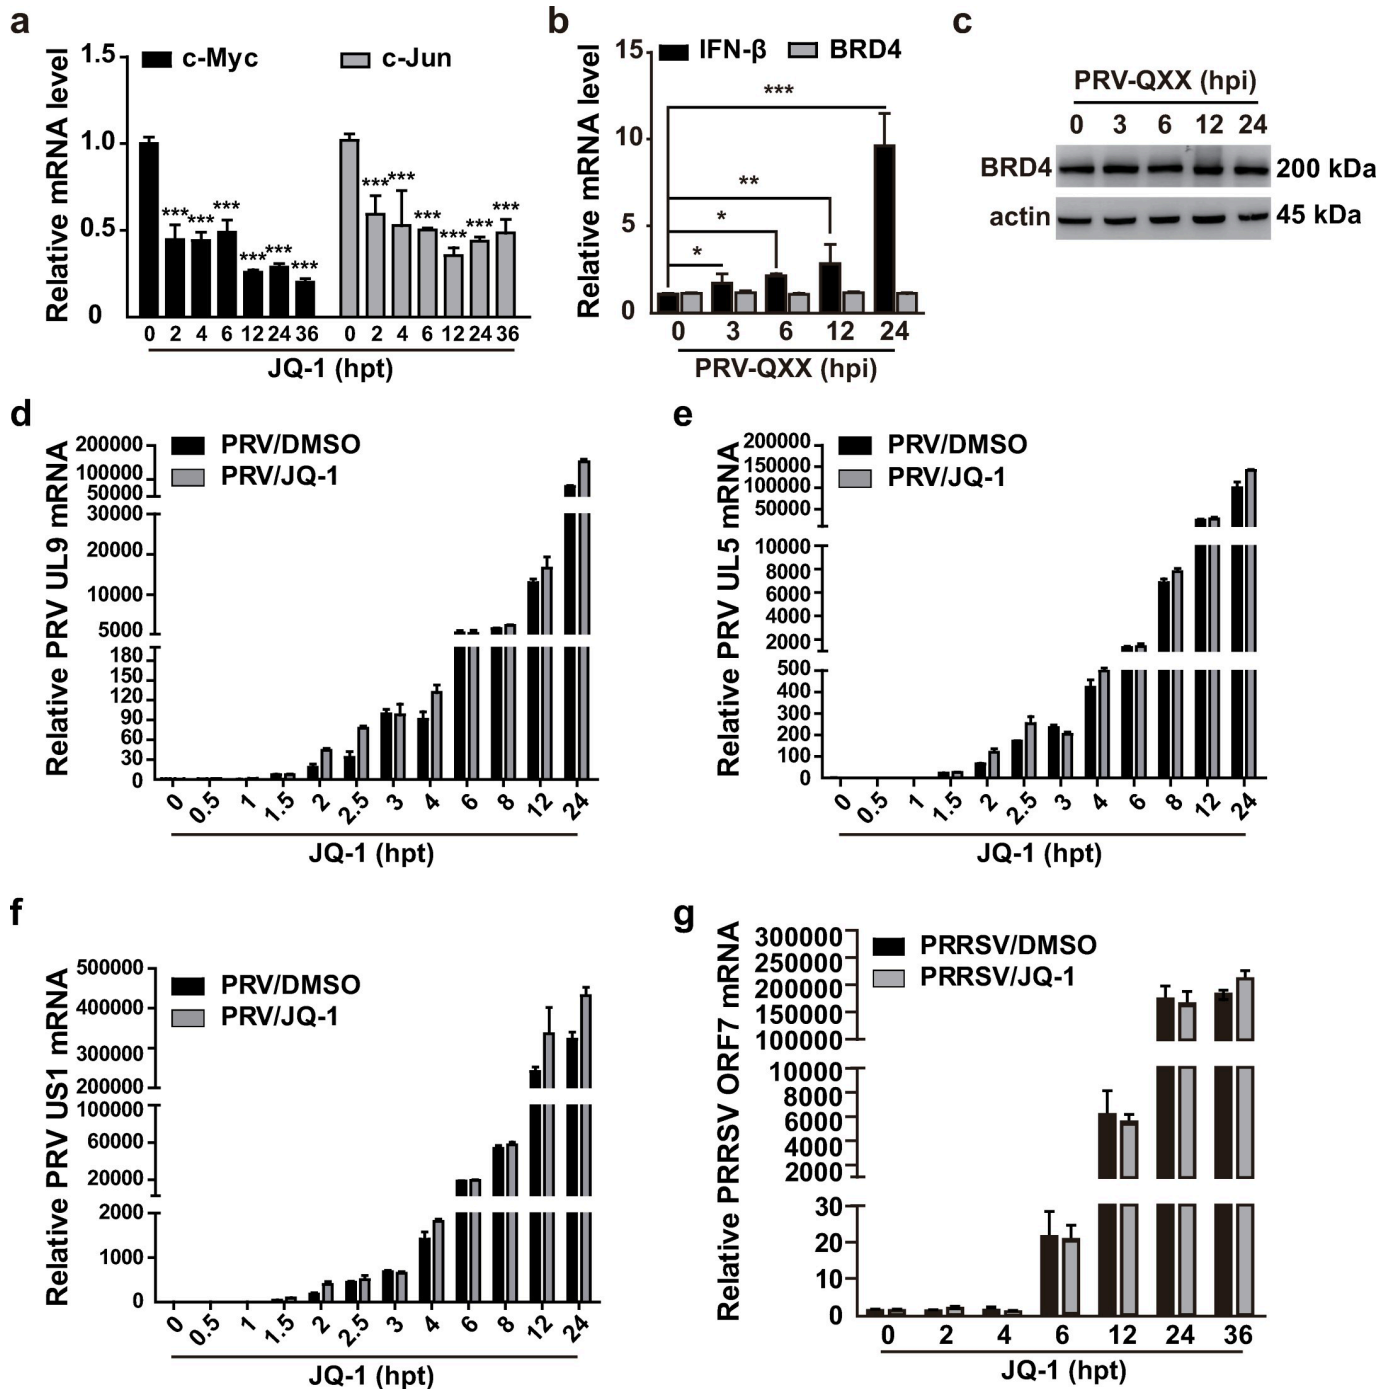 a
Relative mRNA level
c-Myc
c-Jun
1.5
1.0
0.5
0
*** *** *** *** *** ***
*** *** *** *** *** ***
0 2 4 6 12 24 36 0 2 4 6 12 24 36
JQ-1 (hpt)
b
Relative mRNA level
IFN-β
BRD4
15
10
5
0
***
**
*
*
0 3 6 12 24
PRV-QXX (hpi)
c
PRV-QXX (hpi)
0 3 6 12 24
BRD4 200 kDa
actin 45 kDa
d
Relative PRV UL9 mRNA
PRV/DMSO
PRV/JQ-1
200000
100000
50000
30000
20000
10000
5000
180
150
120
90
60
30
0
0 0.5 1 1.5 2 2.5 3 4 6 8 12 24
JQ-1 (hpt)
e
Relative PRV UL5 mRNA
PRV/DMSO
PRV/JQ-1
200000
150000
100000
50000
10000
8000
6000
4000
2000
500
400
300
200
100
0
0 0.5 1 1.5 2 2.5 3 4 6 8 12 24
JQ-1 (hpt)
f
Relative PRV US1 mRNA
PRV/DMSO
PRV/JQ-1
500000
400000
300000
200000
100000
60000
20000
2000
1000
0
0 0.5 1 1.5 2 2.5 3 4 6 8 12 24
JQ-1 (hpt)
g
Relative PRRSV ORF7 mRNA
PRRSV/DMSO
PRRSV/JQ-1
300000
250000
200000
150000
100000
10000
8000
6000
4000
2000
30
20
10
0
0 2 4 6 12 24 36
JQ-1 (hpt)